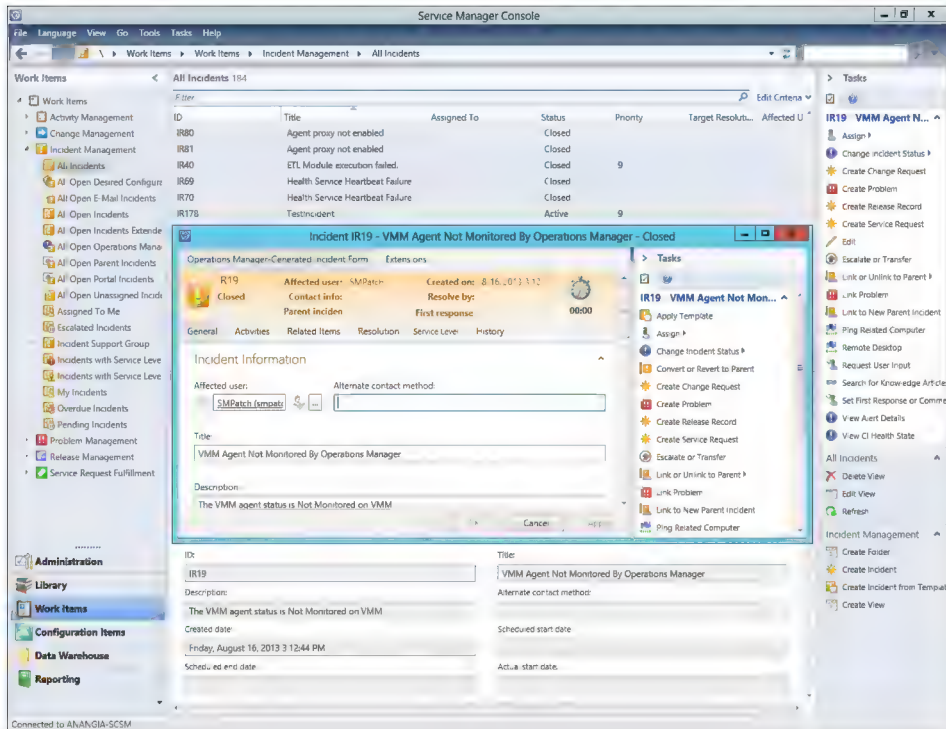 Service Manager Console
File Language View Go Tools Tasks Help
Work Items ▸ Work Items ▸ Incident Management ▸ All Incidents
Work Items
Work Items
Activity Management
Change Management
Incident Management
All Incidents
All Open Desired Configure
All Open E-Mail Incidents
All Open Incidents
All Open Incidents Extende
All Open Operations Mana
All Open Parent Incidents
All Open Portal Incidents
All Open Unassigned Incide
Assigned To Me
Escalated Incidents
Incident Support Group
Incidents with Service Leve
Incidents with Service Leve
My Incidents
Overdue Incidents
Pending Incidents
Problem Management
Release Management
Service Request Fulfillment
Administration
Library
Work Items
Configuration Items
Data Warehouse
Reporting
Connected to ANANGIA-SCSM
All Incidents 184
Filter
Edit Criteria
ID Title Assigned To Status Priority Target Resoluti... Affected U
IR80 Agent proxy not enabled Closed
IR81 Agent proxy not enabled Closed
IR40 ETL Module execution failed. Closed 9
IR69 Health Service Heartbeat Failure Closed
IR70 Health Service Heartbeat Failure Closed
IR178 TestIncident Active 9
Incident IR19 - VMM Agent Not Monitored By Operations Manager - Closed
Operations Manager-Generated Incident Form Extensions
R19 Affected user: SMPatch Created on: 8/16/2013 3:12
Closed Contact info: Resolve by:
Parent inciden First response 00:00
General Activities Related Items Resolution Service Level History
Incident Information
Affected user: Alternate contact method:
SMPatch (smpatc ...
Title:
VMM Agent Not Monitored By Operations Manager
Description:
The VMM agent status is Not Monitored on VMM
Cancel
Tasks
IR19 VMM Agent Not Mon...
Apply Template
Assign
Change Incident Status
Convert or Revert to Parent
Create Change Request
Create Problem
Create Release Record
Create Service Request
Escalate or Transfer
Link or Unlink to Parent
Link Problem
Link to New Parent Incident
Ping Related Computer
ID: Title:
IR19 VMM Agent Not Monitored By Operations Manager
Description: Alternate contact method:
The VMM agent status is Not Monitored on VMM
Created date: Scheduled start date
Friday, August 16, 2013 3:12:44 PM
Scheduled end date Actual start date:
Tasks
IR19 VMM Agent N...
Assign
Change Incident Status
Create Change Request
Create Problem
Create Release Record
Create Service Request
Edit
Escalate or Transfer
Link or Unlink to Parent
Link Problem
Link to New Parent Incident
Ping Related Computer
Remote Desktop
Request User Input
Search for Knowledge Article
Set First Response or Comme
View Alert Details
View CI Health State
All Incidents
Delete View
Edit View
Refresh
Incident Management
Create Folder
Create Incident
Create Incident from Templat
Create View